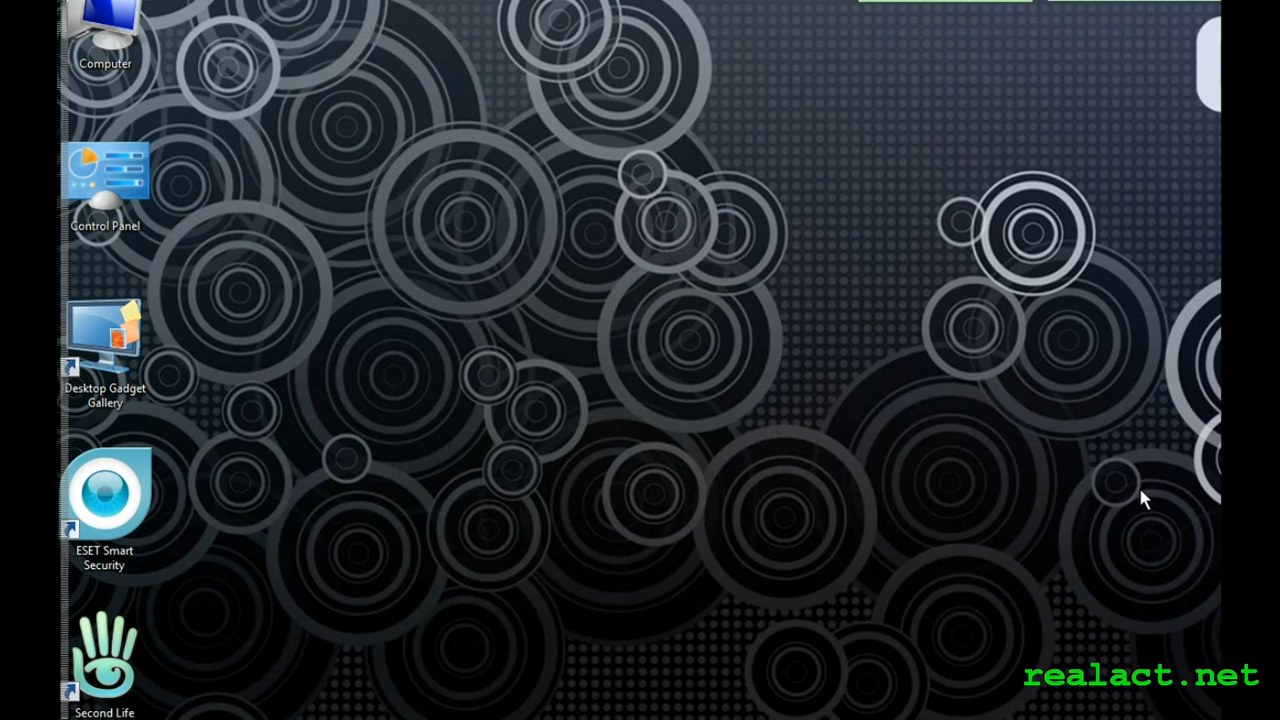 Computer
Control Panel
Desktop Gadget
Gallery
ESET Smart
Security
Second Life
realact.net